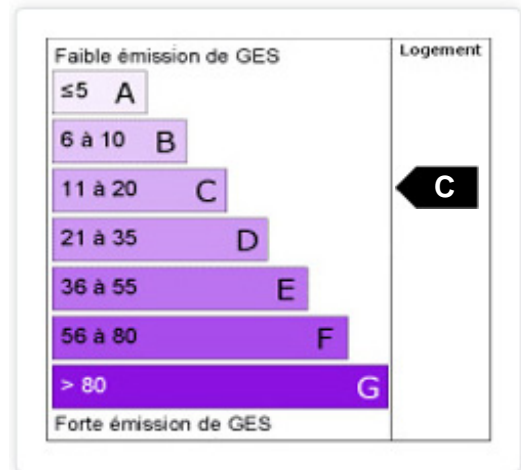 Faible émission de GES
Logement
≤5 A
6 à 10 B
11 à 20 C
C
21 à 35 D
36 à 55 E
56 à 80 F
> 80 G
Forte émission de GES